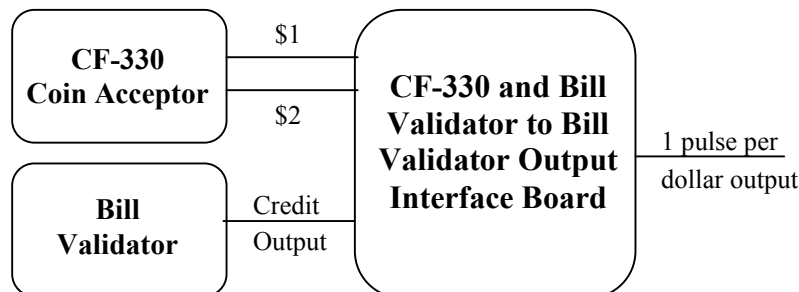 CF-330
Coin Acceptor
$1
$2
Bill
Validator
Credit
Output
CF-330 and Bill
Validator to Bill
Validator Output
Interface Board
1 pulse per
dollar output